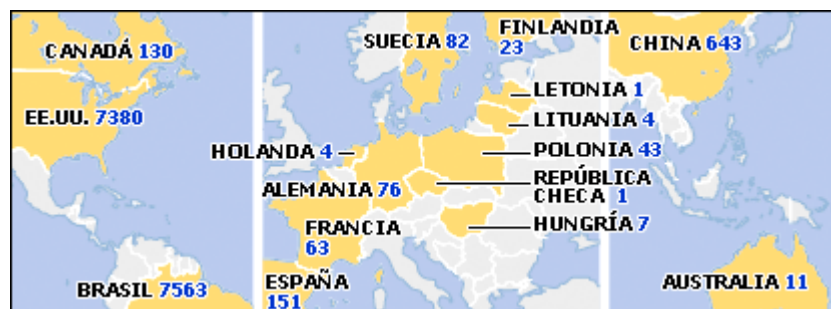 CANADÁ 130
EE.UU. 7380
BRASIL 7563
SUECIA 82
FINLANDIA
23
LETONIA 1
LITUANIA 4
HOLANDA 4
POLONIA 43
ALEMANIA 76
REPÚBLICA
CHECA 1
FRANCIA
63
HUNGRÍA 7
ESPAÑA
151
CHINA 643
AUSTRALIA 11